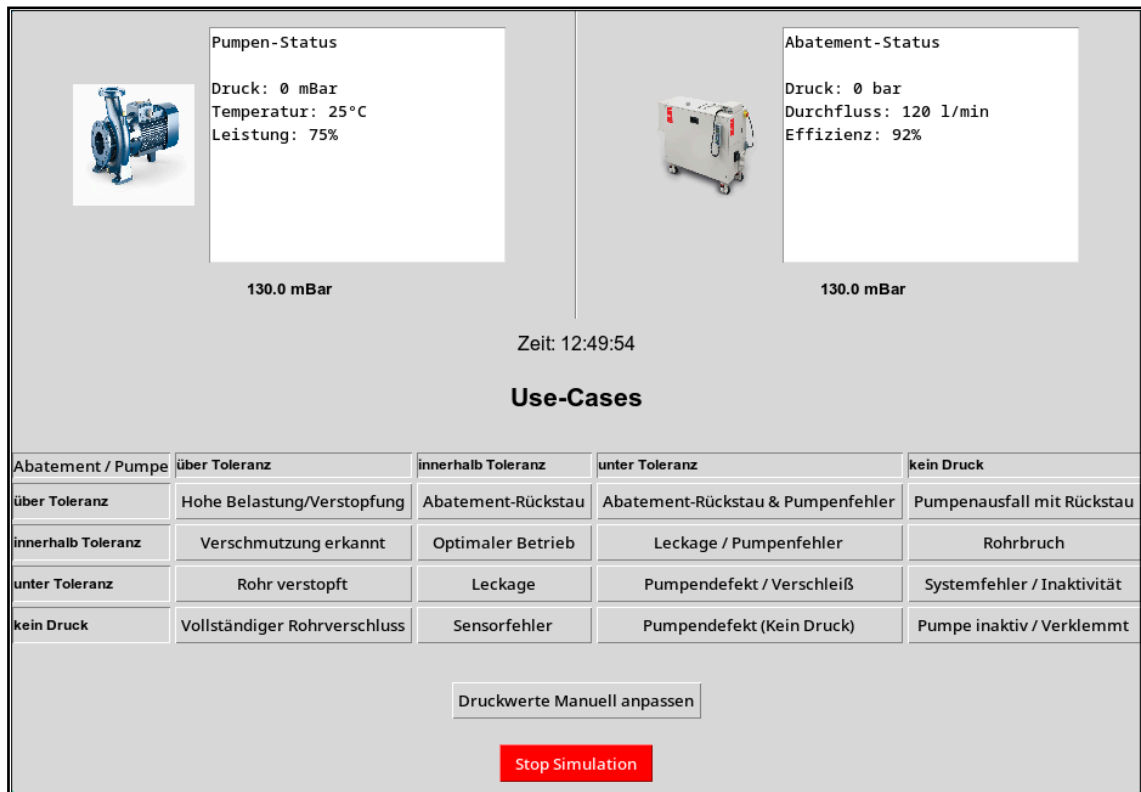 Pumpen-Status
Druck: 0 mBar
Temperatur: 25°C
Leistung: 75%
130.0 mBar
Abatement-Status
Druck: 0 bar
Durchfluss: 120 l/min
Effizienz: 92%
130.0 mBar
Zeit: 12:49:54
Use-Cases
Abatement / Pumpe über Toleranz innerhalb Toleranz unter Toleranz kein Druck
über Toleranz Hohe Belastung/Verstopfung Abatement-Rückstau Abatement-Rückstau & Pumpenfehler Pumpenausfall mit Rückstau
innerhalb Toleranz Verschmutzung erkannt Optimaler Betrieb Leckage / Pumpenfehler Rohrbruch
unter Toleranz Rohr verstopft Leckage Pumpendefekt / Verschleiß Systemfehler / Inaktivität
kein Druck Vollständiger Rohrverschluss Sensorfehler Pumpendefekt (Kein Druck) Pumpe inaktiv / Verklemmt
Druckwerte Manuell anpassen
Stop Simulation